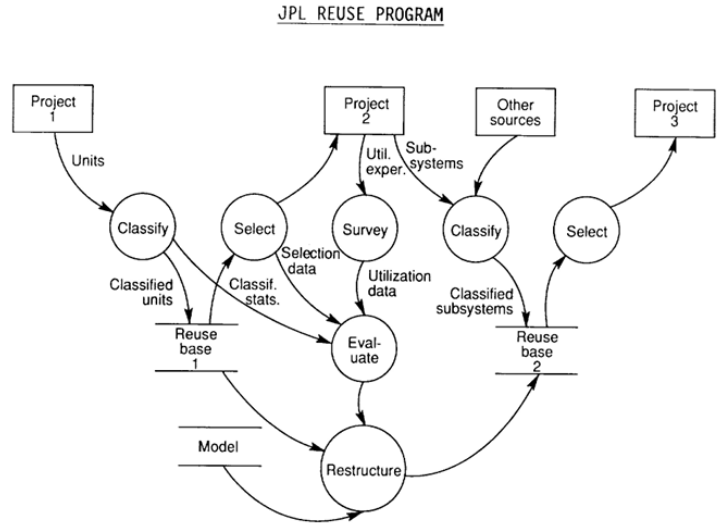 JPL REUSE PROGRAM
Project
1
Project
2
Other
sources
Project
3
Units
Util.
exper.
Sub-
systems
Classify
Select
Survey
Classify
Select
Selection
data
Classified
units
Classif.
stats.
Utilization
data
Classified
subsystems
Reuse
base
1
Eval-
uate
Reuse
base
2
Model
Restructure